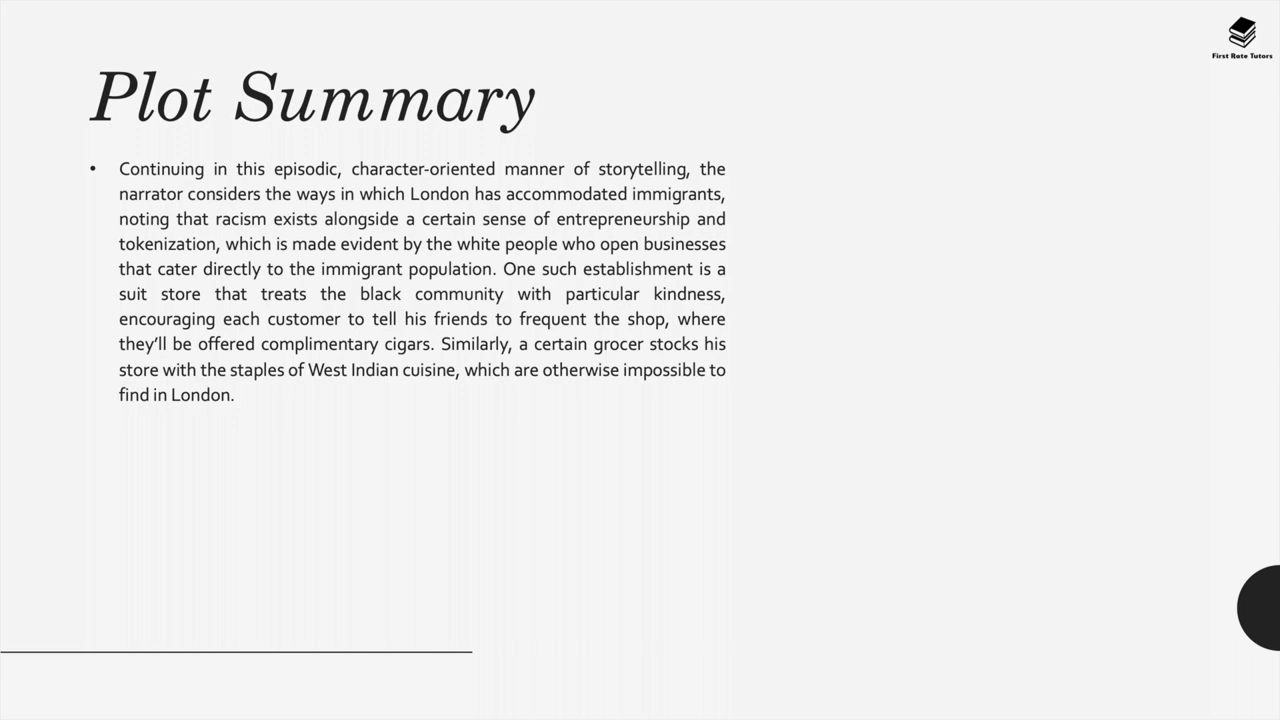 First Rate Tutors
Plot Summary
• Continuing in this episodic, character-oriented manner of storytelling, the
narrator considers the ways in which London has accommodated immigrants,
noting that racism exists alongside a certain sense of entrepreneurship and
tokenization, which is made evident by the white people who open businesses
that cater directly to the immigrant population. One such establishment is a
suit store that treats the black community with particular kindness,
encouraging each customer to tell his friends to frequent the shop, where
they’ll be offered complimentary cigars. Similarly, a certain grocer stocks his
store with the staples of West Indian cuisine, which are otherwise impossible to
find in London.